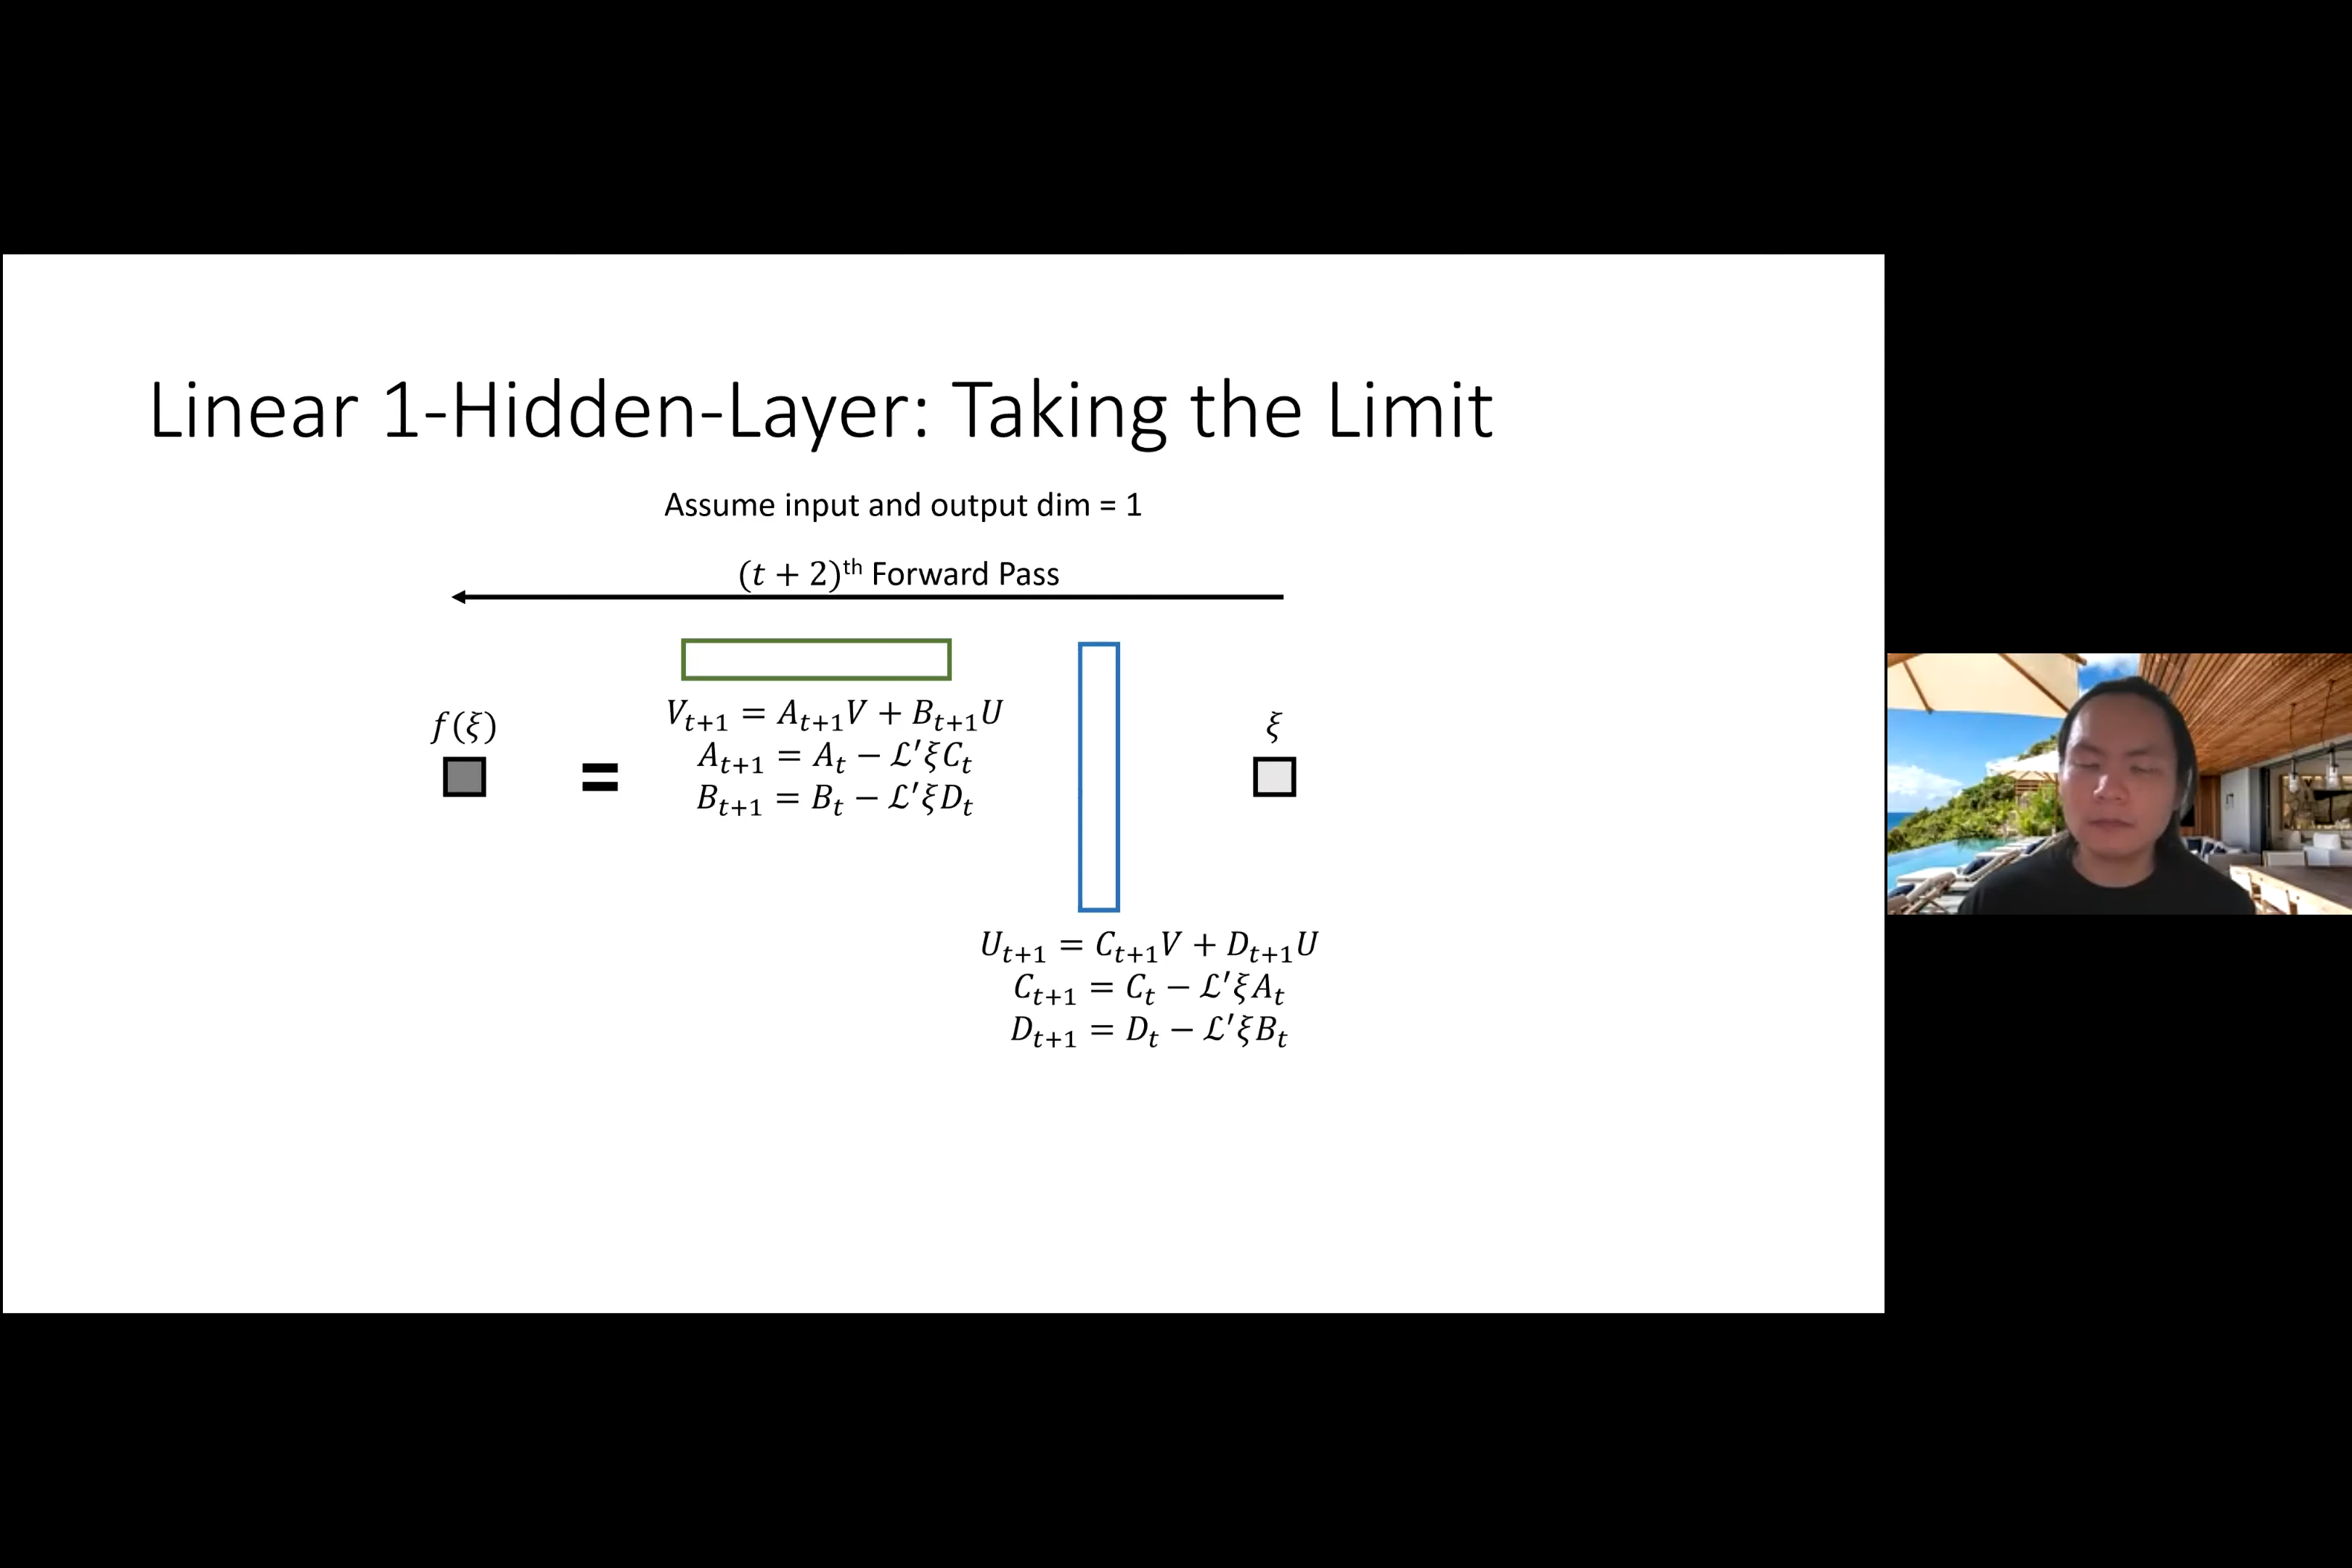 Linear 1-Hidden-Layer: Taking the Limit
Assume input and output dim = 1
(t + 2)th Forward Pass
f(ξ)
=
V_{t+1} = A_{t+1}V + B_{t+1}U
A_{t+1} = A_t − ℒ′ξC_t
B_{t+1} = B_t − ℒ′ξD_t
ξ
U_{t+1} = C_{t+1}V + D_{t+1}U
C_{t+1} = C_t − ℒ′ξA_t
D_{t+1} = D_t − ℒ′ξB_t